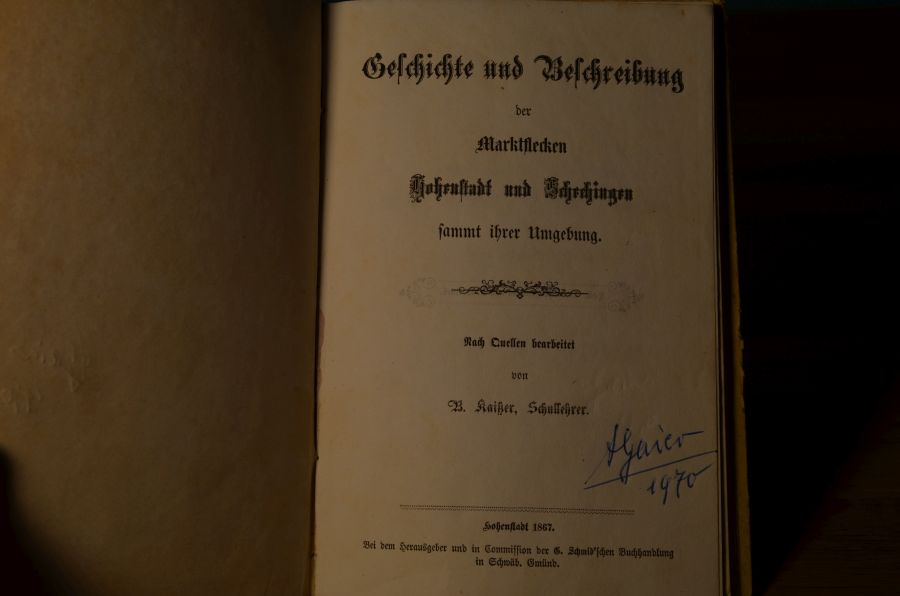 Geschichte und Beschreibung
der
Marktflecken
Hohenstadt und Schechingen
sammt ihrer Umgebung.
Nach Quellen bearbeitet
von
B. Kaißer, Schullehrer.
1970
Hohenstadt 1867.
Bei dem Herausgeber und in Commission der G. Schmid'schen Buchhandlung
in Schwäb. Gmünd.